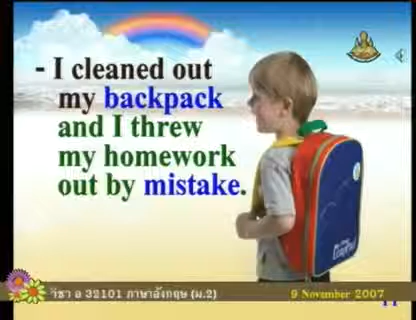 - I cleaned out
my backpack
and I threw
my homework
out by mistake.
วิชา อ 32101 ภาษาอังกฤษ (ม.2)
9 November 2007
11